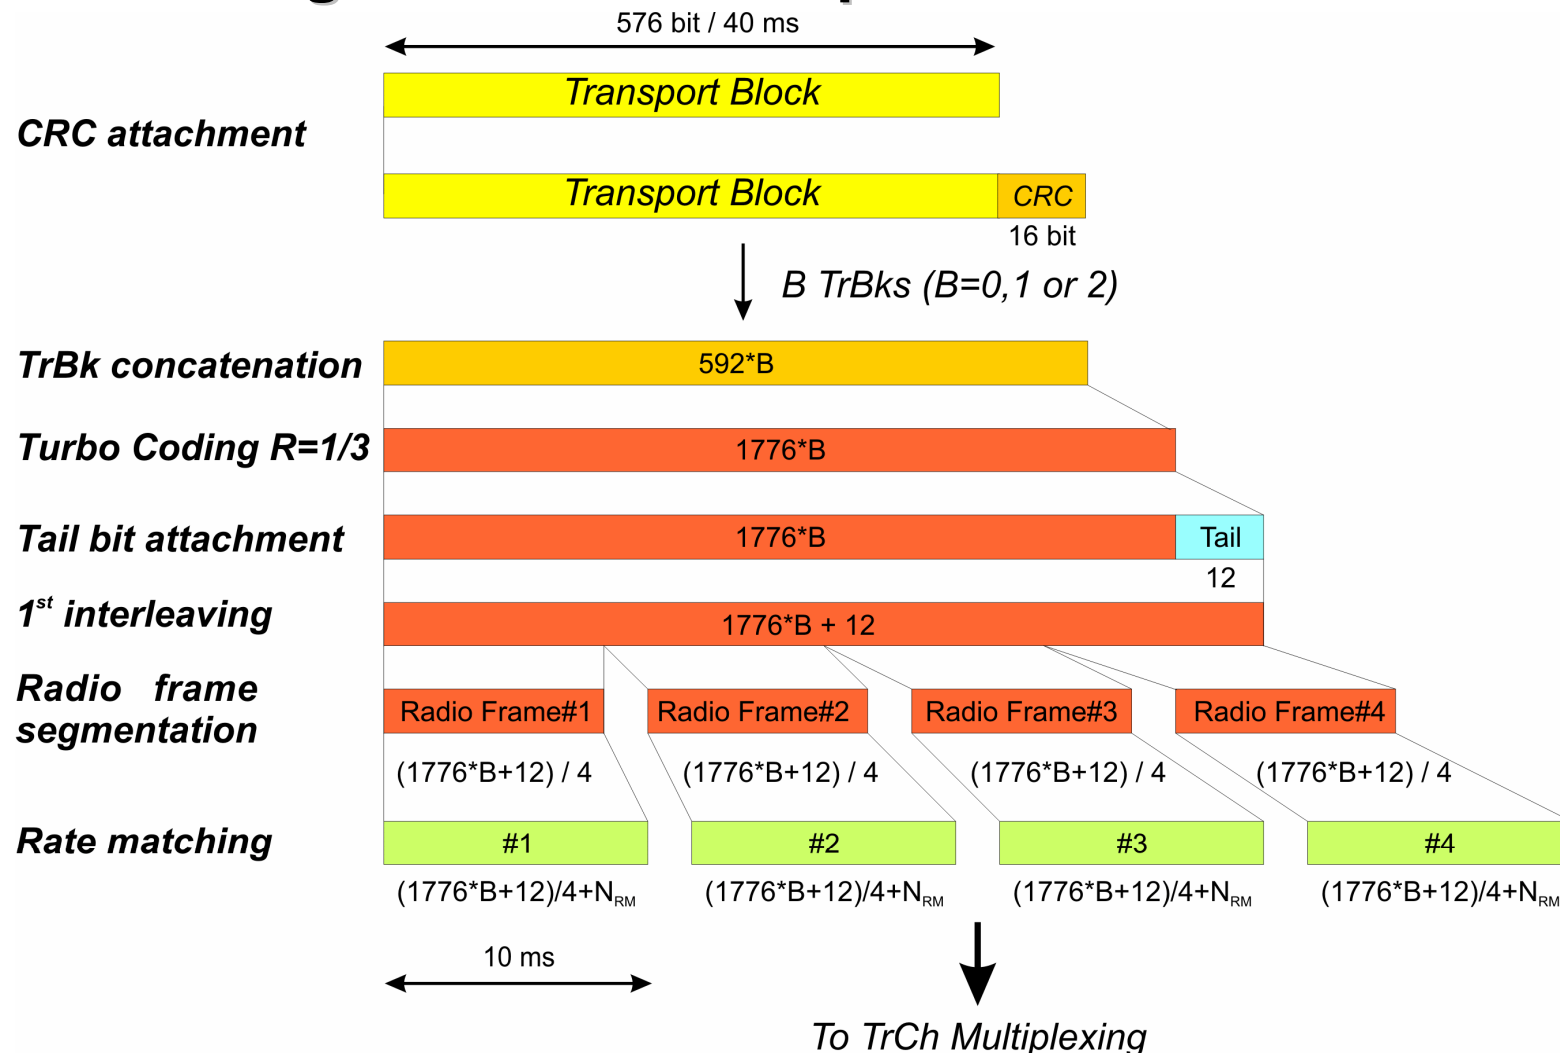 576 bit / 40 ms
Transport Block
CRC attachment
Transport Block CRC
16 bit
B TrBks (B=0,1 or 2)
TrBk concatenation 592*B
Turbo Coding R=1/3 1776*B
Tail bit attachment 1776*B Tail
12
1st interleaving 1776*B + 12
Radio frame
segmentation
Radio Frame#1 Radio Frame#2 Radio Frame#3 Radio Frame#4
(1776*B+12) / 4 (1776*B+12) / 4 (1776*B+12) / 4 (1776*B+12) / 4
Rate matching #1 #2 #3 #4
(1776*B+12)/4+NRM (1776*B+12)/4+NRM (1776*B+12)/4+NRM (1776*B+12)/4+NRM
10 ms
To TrCh Multiplexing